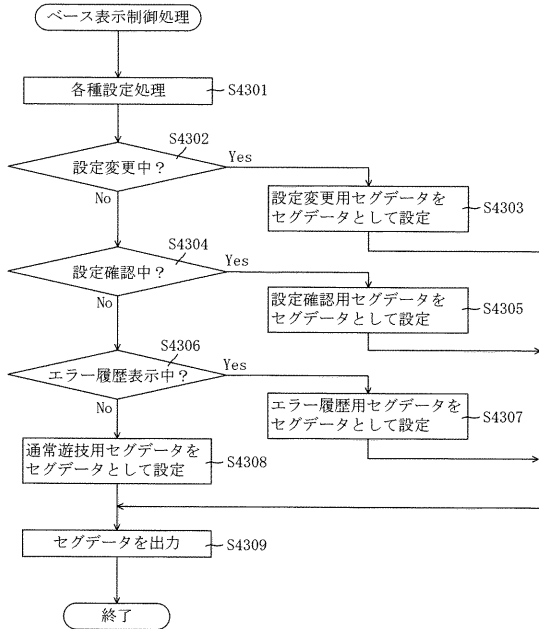 ベース表示制御処理
各種設定処理
S4301
S4302
設定変更中？
Yes
No
設定変更用セグデータを
セグデータとして設定
S4303
S4304
設定確認中？
Yes
No
設定確認用セグデータを
セグデータとして設定
S4305
S4306
エラー履歴表示中？
Yes
No
エラー履歴用セグデータを
セグデータとして設定
S4307
通常遊技用セグデータを
セグデータとして設定
S4308
セグデータを出力
S4309
終了